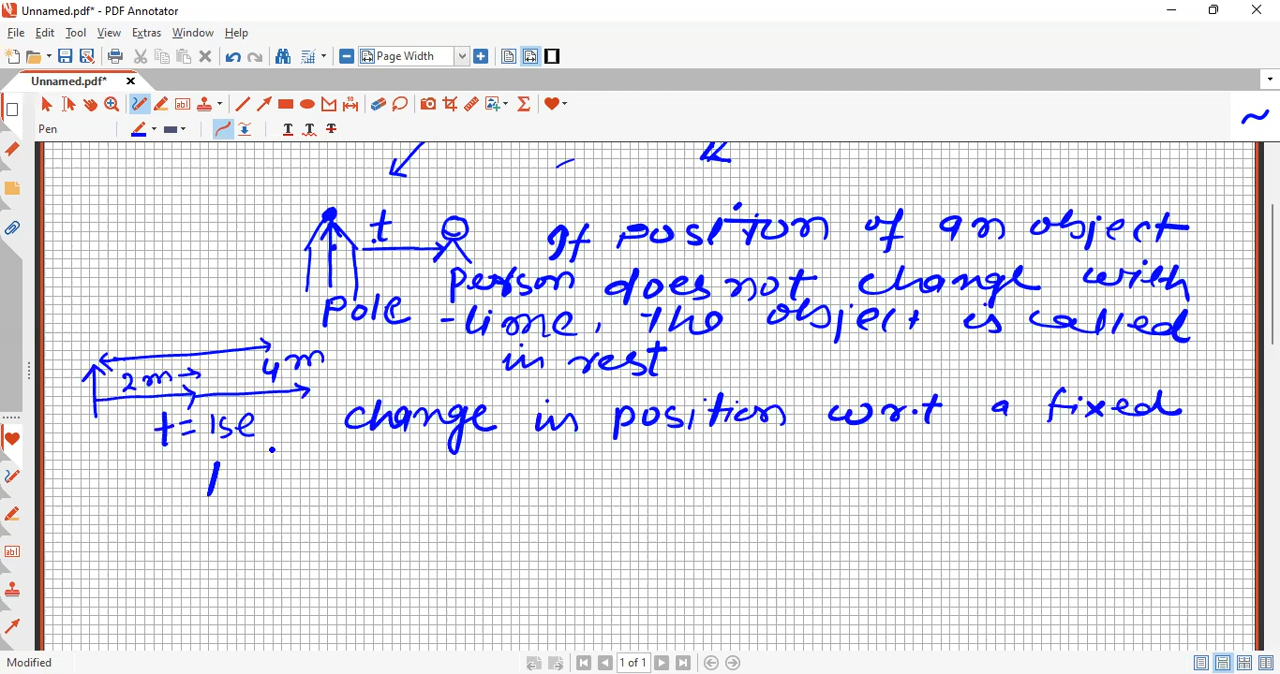 Unnamed.pdf* - PDF Annotator
File Edit Tool View Extras Window Help
Page Width
Unnamed.pdf*
Pen
t
If position of an object
Person does not change with
Pole time, the object is called
4m
in rest
2m
change in position w.r.t a fixed
t = 1se
Modified
1 of 1